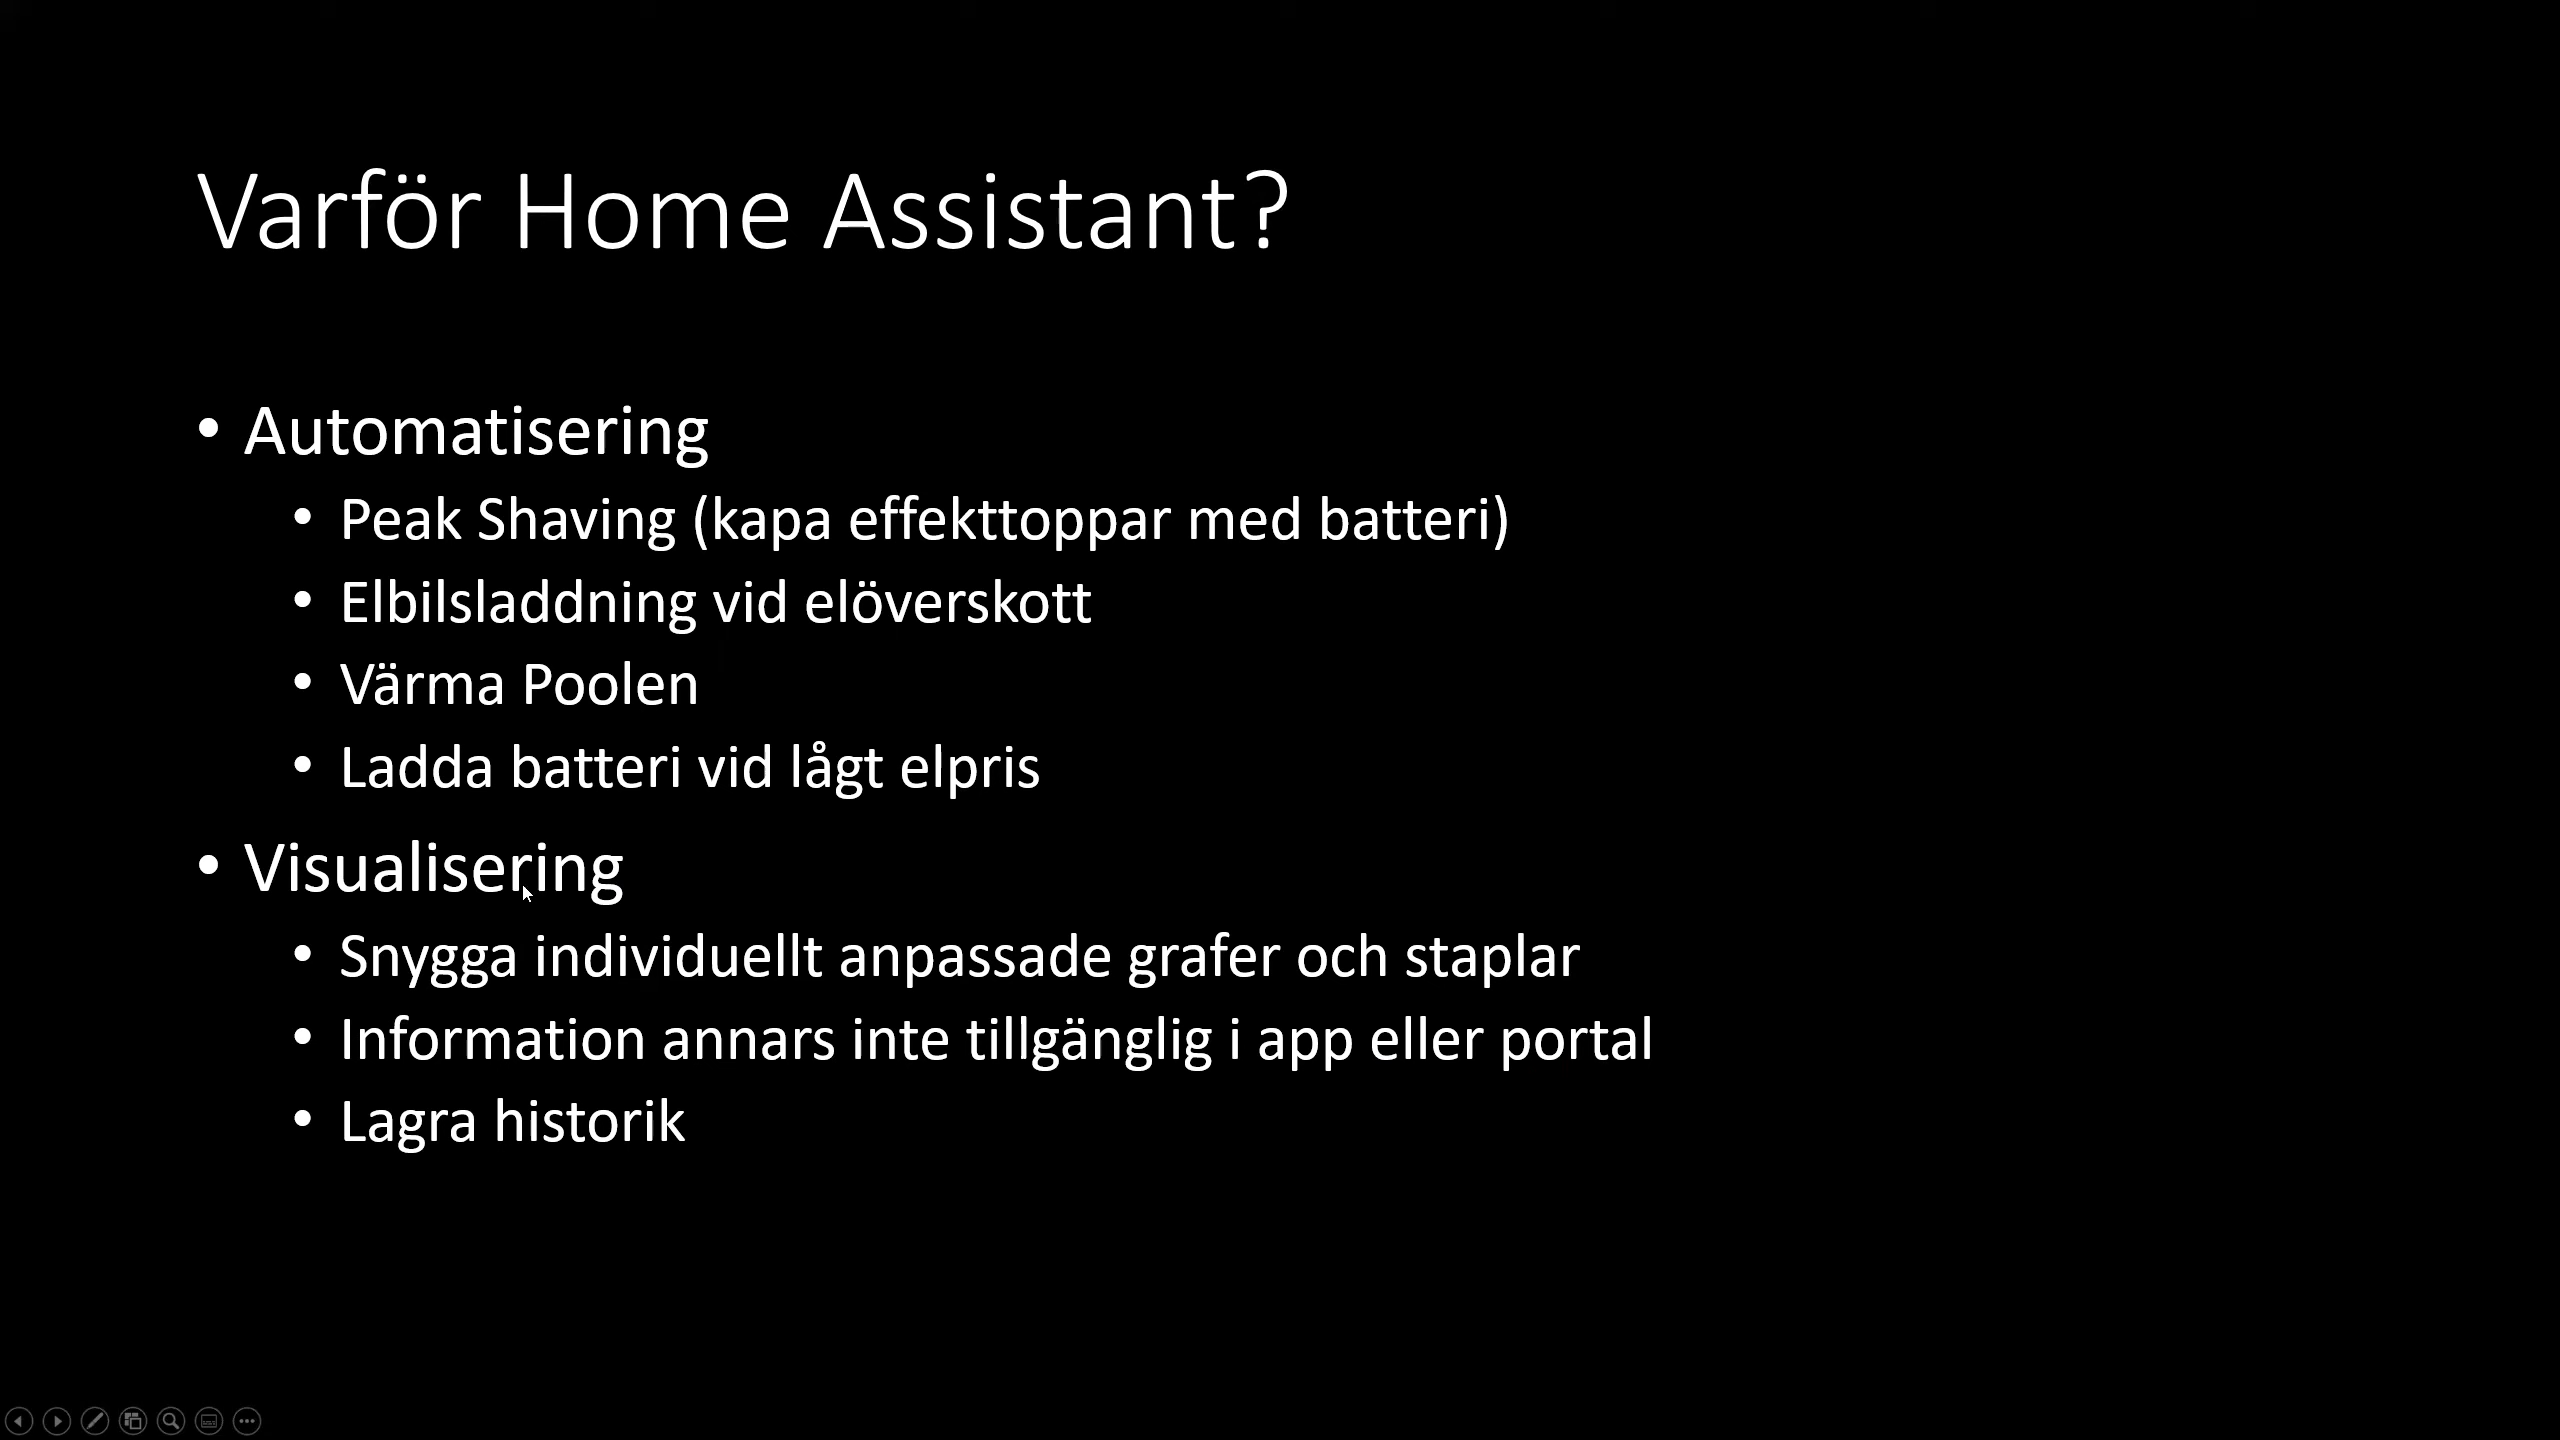 Varför Home Assistant?
• Automatisering
• Peak Shaving (kapa effekttoppar med batteri)
• Elbilsladdning vid elöverskott
• Värma Poolen
• Ladda batteri vid lågt elpris
• Visualisering
• Snygga individuellt anpassade grafer och staplar
• Information annars inte tillgänglig i app eller portal
• Lagra historik